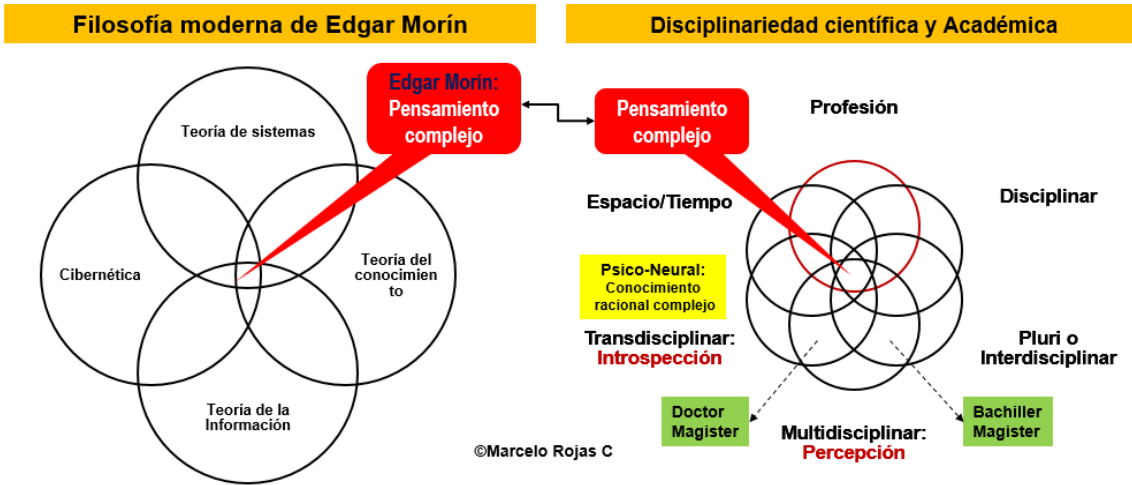 Filosofía moderna de Edgar Morín
Disciplinariedad científica y Académica
Edgar Morín:
Pensamiento
complejo
Teoría de sistemas
Cibernética
Teoría del
conocimien
to
Teoría de la
Información
Pensamiento
complejo
Profesión
Espacio/Tiempo
Disciplinar
Psico-Neural:
Conocimiento
racional complejo
Transdisciplinar:
Introspección
Pluri o
Interdisciplinar
Doctor
Magister
Bachiller
Magister
Multidisciplinar:
Percepción
©Marcelo Rojas C